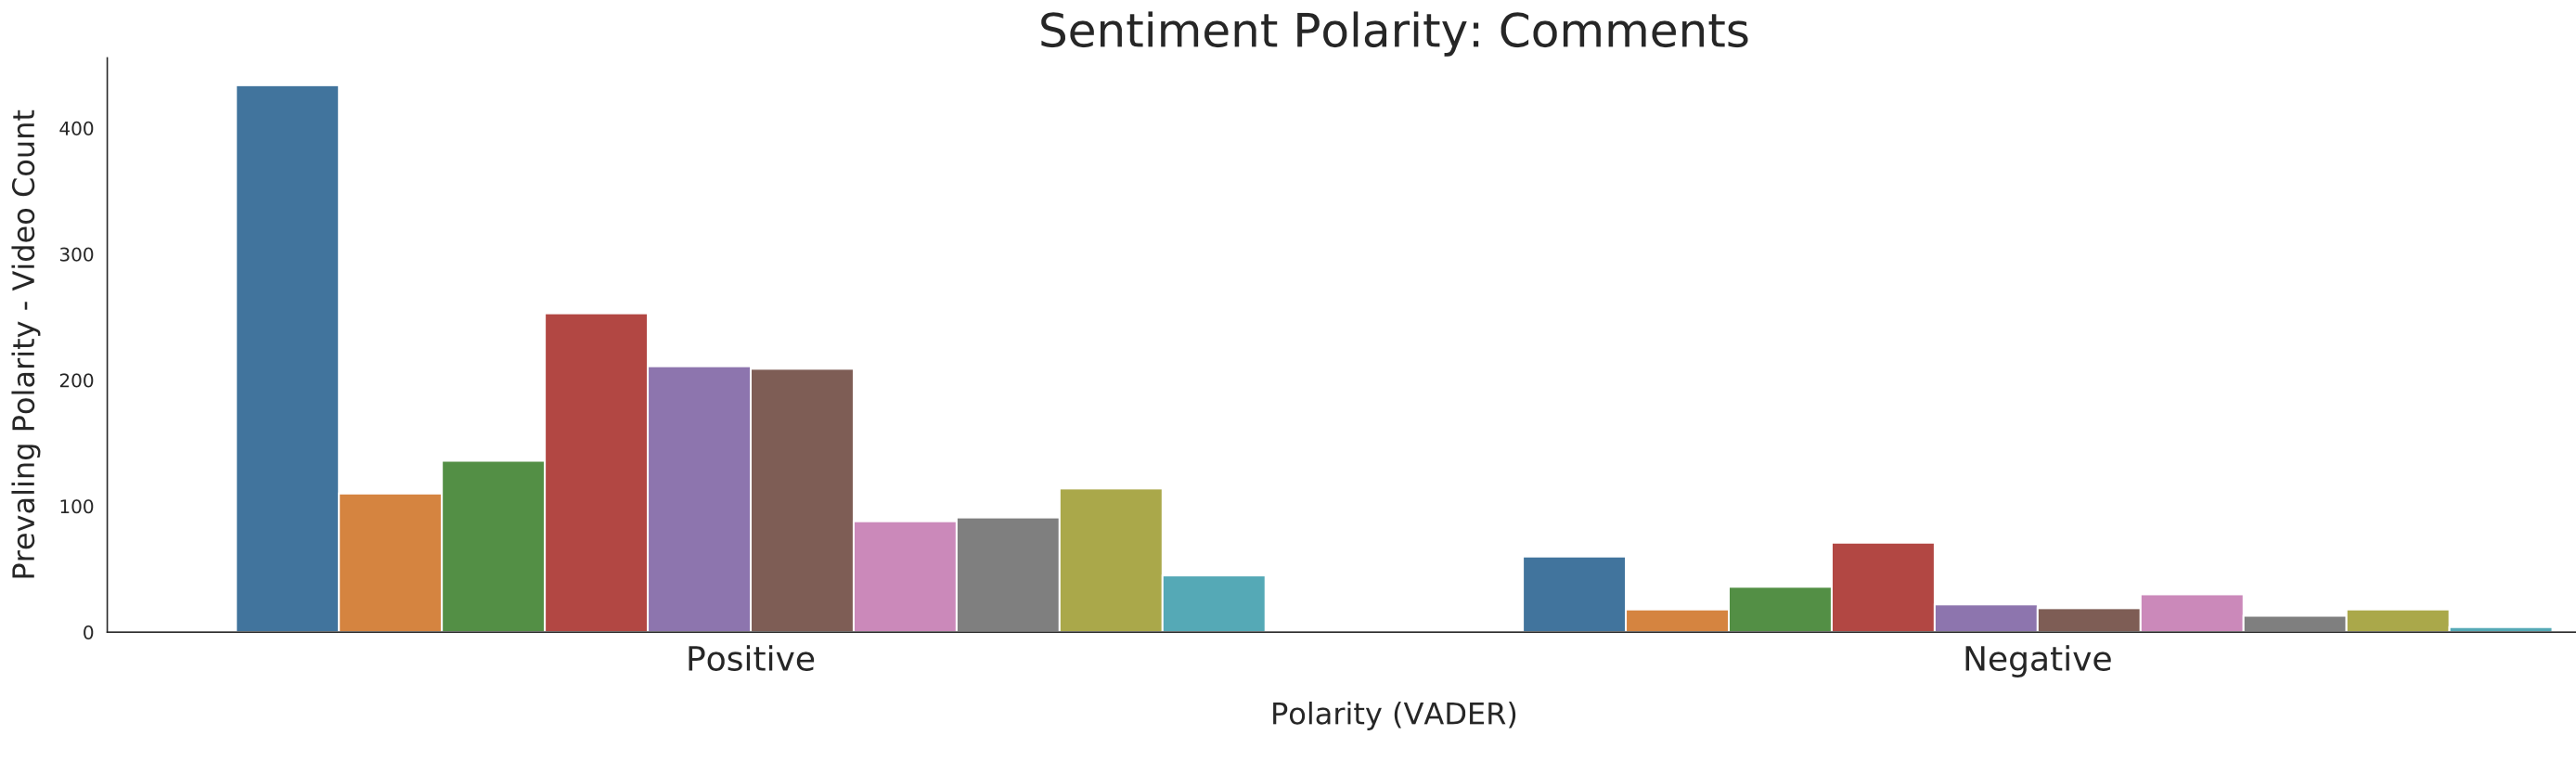 Sentiment Polarity: Comments
Prevaling Polarity - Video Count
400
300
200
100
0
Positive
Negative
Polarity (VADER)